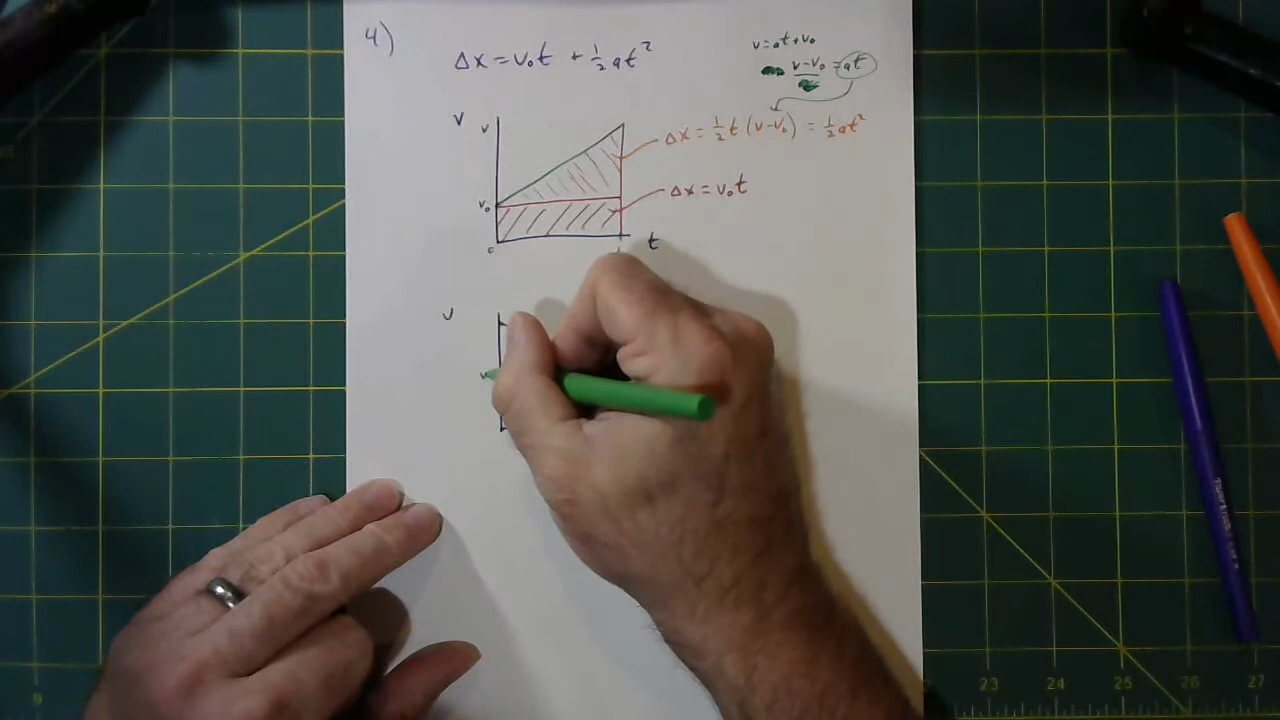 4)
Δx = v₀t + ½at²
v = at + v₀
v - v₀ = at
v
v
Δx = ½t (v - v₀) = ½at²
Δx = v₀t
v₀
o
t
v
9
23 24 25 26 27